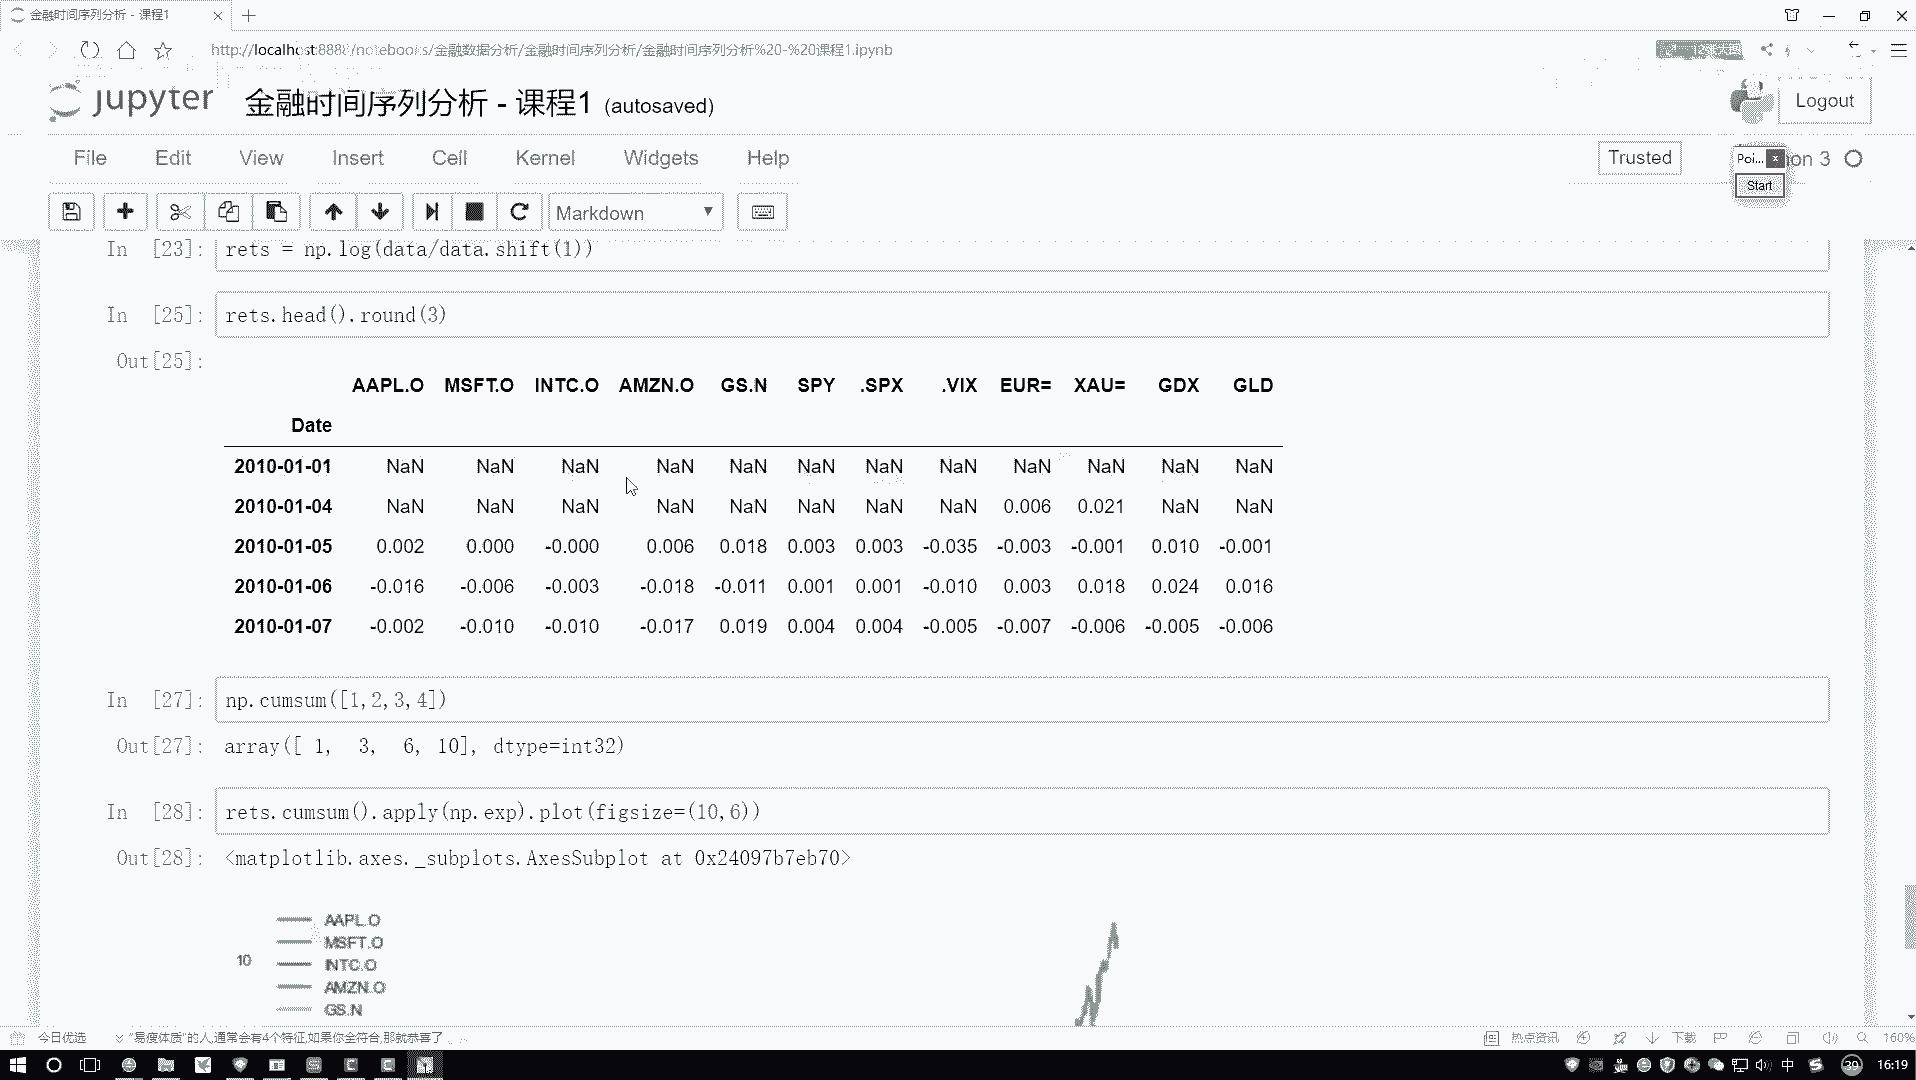 金融时间序列分析 - 课程1
http://localhost:8888/notebooks/金融数据分析/金融时间序列分析/金融时间序列分析%20-%20课程1.ipynb
jupyter 金融时间序列分析 - 课程1 (autosaved)
Logout
File Edit View Insert Cell Kernel Widgets Help
Trusted
Poi...
on 3
Start
Markdown
In [23]: rets = np.log(data/data.shift(1))
In [25]: rets.head().round(3)
Out[25]:
AAPL.O MSFT.O INTC.O AMZN.O GS.N SPY .SPX .VIX EUR= XAU= GDX GLD
Date
2010-01-01 NaN NaN NaN NaN NaN NaN NaN NaN NaN NaN NaN NaN
2010-01-04 NaN NaN NaN NaN NaN NaN NaN NaN 0.006 0.021 NaN NaN
2010-01-05 0.002 0.000 -0.000 0.006 0.018 0.003 0.003 -0.035 -0.003 -0.001 0.010 -0.001
2010-01-06 -0.016 -0.006 -0.003 -0.018 -0.011 0.001 0.001 -0.010 0.003 0.018 0.024 0.016
2010-01-07 -0.002 -0.010 -0.010 -0.017 0.019 0.004 0.004 -0.005 -0.007 -0.006 -0.005 -0.006
In [27]: np.cumsum([1,2,3,4])
Out[27]: array([ 1, 3, 6, 10], dtype=int32)
In [28]: rets.cumsum().apply(np.exp).plot(figsize=(10,6))
Out[28]: <matplotlib.axes._subplots.AxesSubplot at 0x24097b7eb70>
AAPL.O
MSFT.O
10
INTC.O
AMZN.O
GS.N
今日优选 "易瘦体质"的人,通常会有4个特征,如果你全符合,那就恭喜了
热点资讯 下载 160%
中 39 16:19